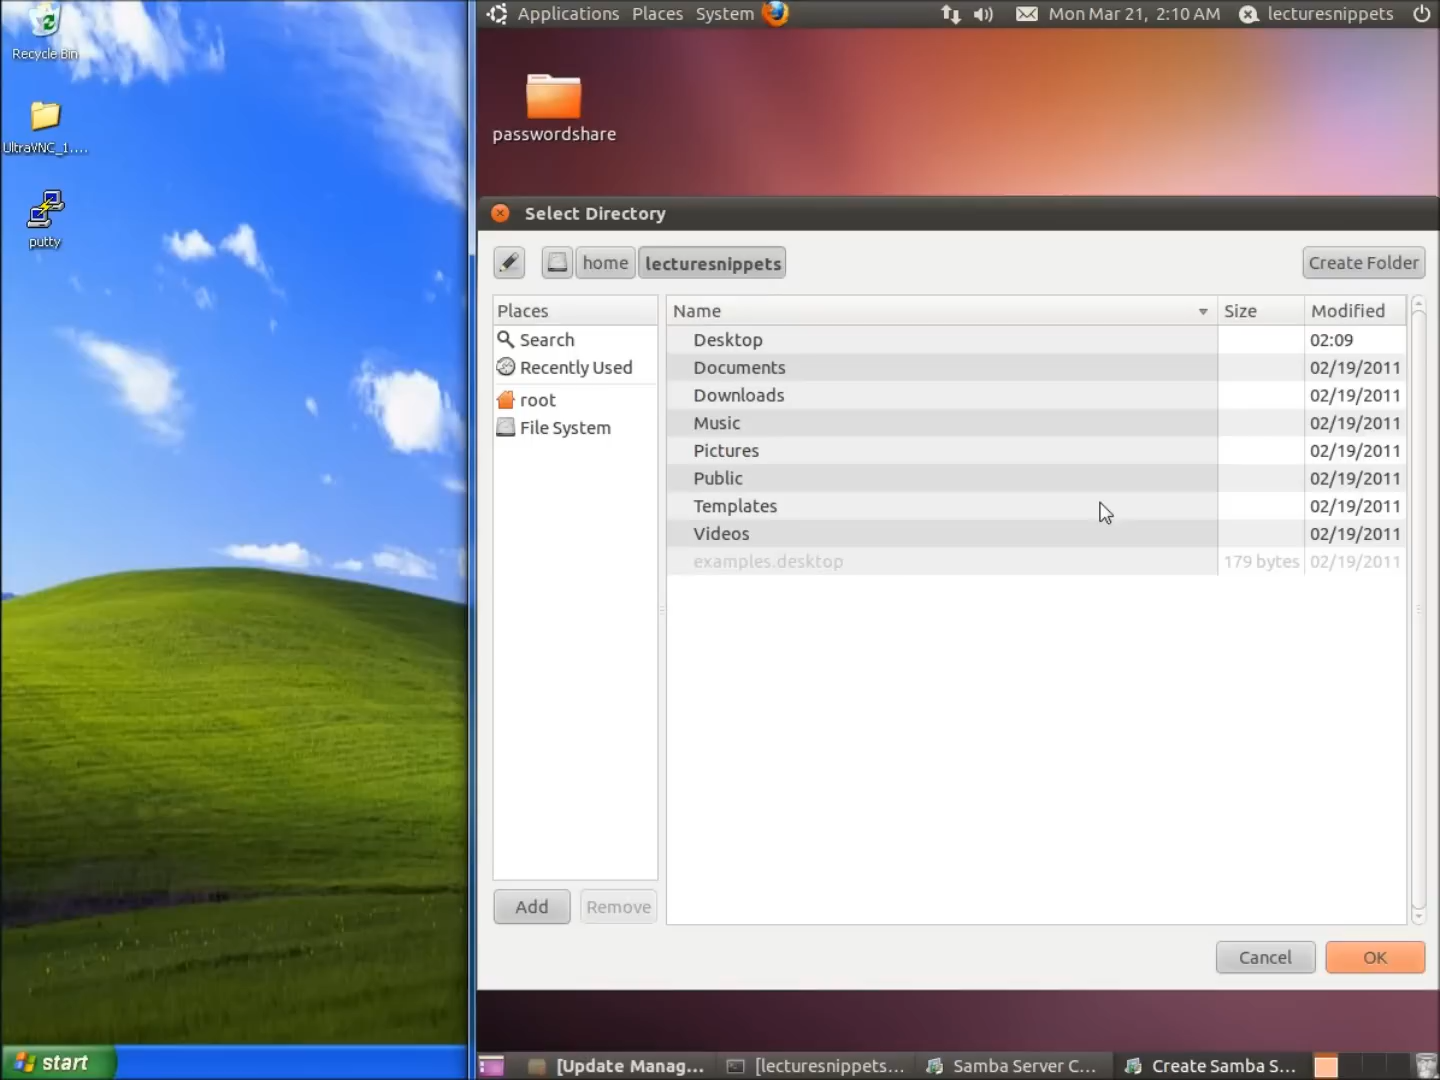 Recycle Bin
UltraVNC_1....
putty
Applications Places System
Mon Mar 21, 2:10 AM
lecturesnippets
passwordshare
Select Directory
home
lecturesnippets
Create Folder
Places
Search
Recently Used
root
File System
Name Size Modified
Desktop 02:09
Documents 02/19/2011
Downloads 02/19/2011
Music 02/19/2011
Pictures 02/19/2011
Public 02/19/2011
Templates 02/19/2011
Videos 02/19/2011
examples.desktop 179 bytes 02/19/2011
Add
Remove
Cancel
OK
start
[Update Manag...
[lecturesnippets...
Samba Server C...
Create Samba S...